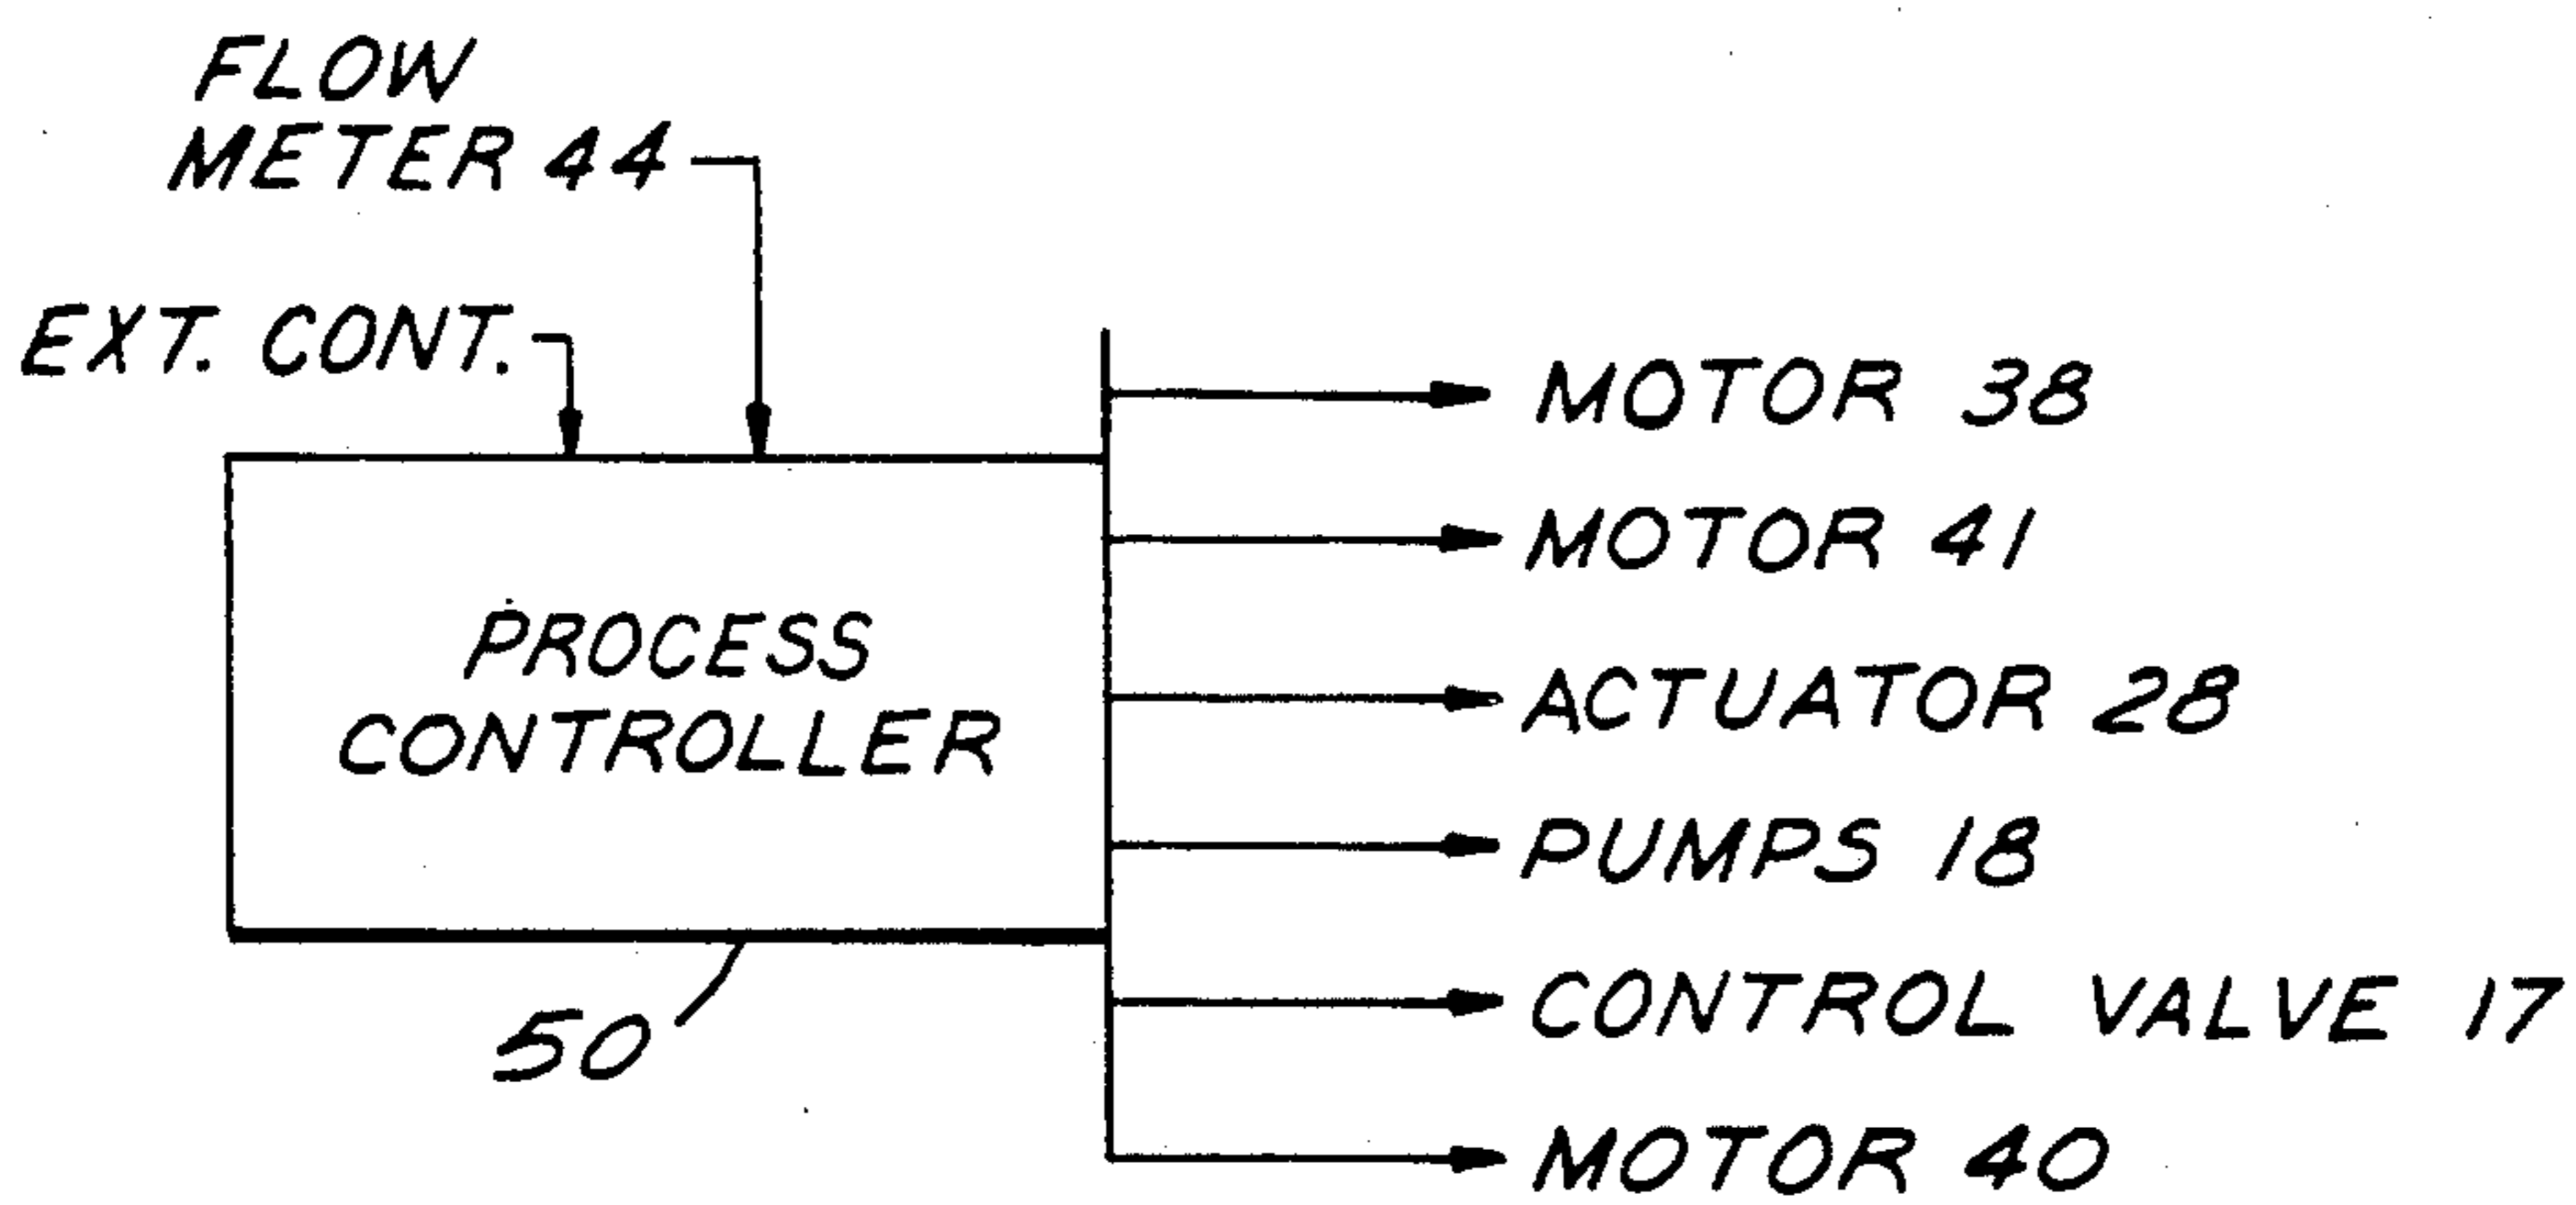 FLOW
METER 44
EXT. CONT.
MOTOR 38
MOTOR 41
PROCESS
CONTROLLER
ACTUATOR 28
PUMPS 18
CONTROL VALVE 17
50
MOTOR 40